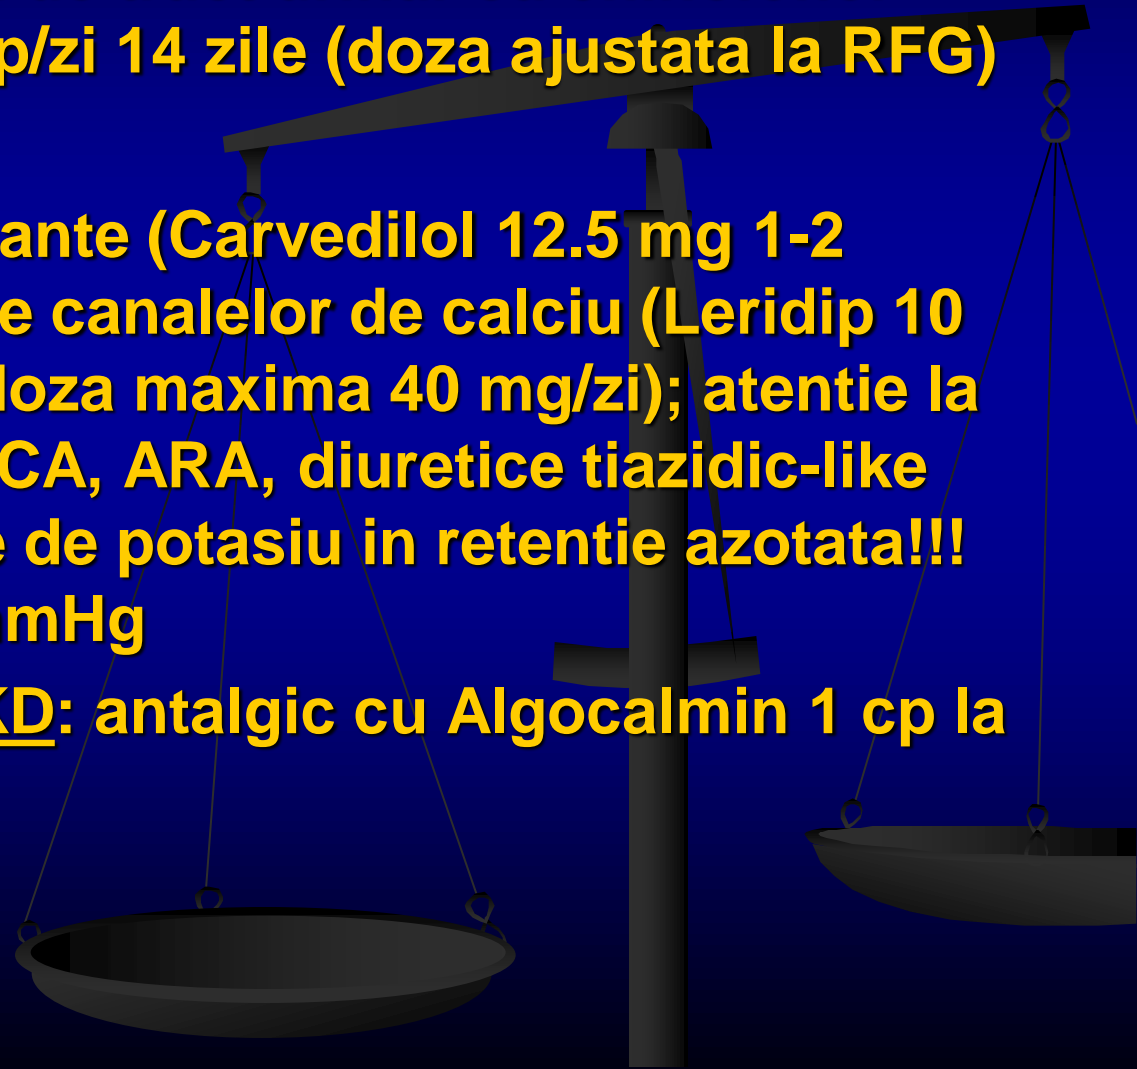 p/zi 14 zile (doza ajustata la RFG)
ante (Carvedilol 12.5 mg 1-2
e canalelor de calciu (Leridip 10
doza maxima 40 mg/zi); atentie la
CA, ARA, diuretice tiazidic-like
e de potasiu in retentie azotata!!!
mHg
KD: antalgic cu Algocalmin 1 cp la